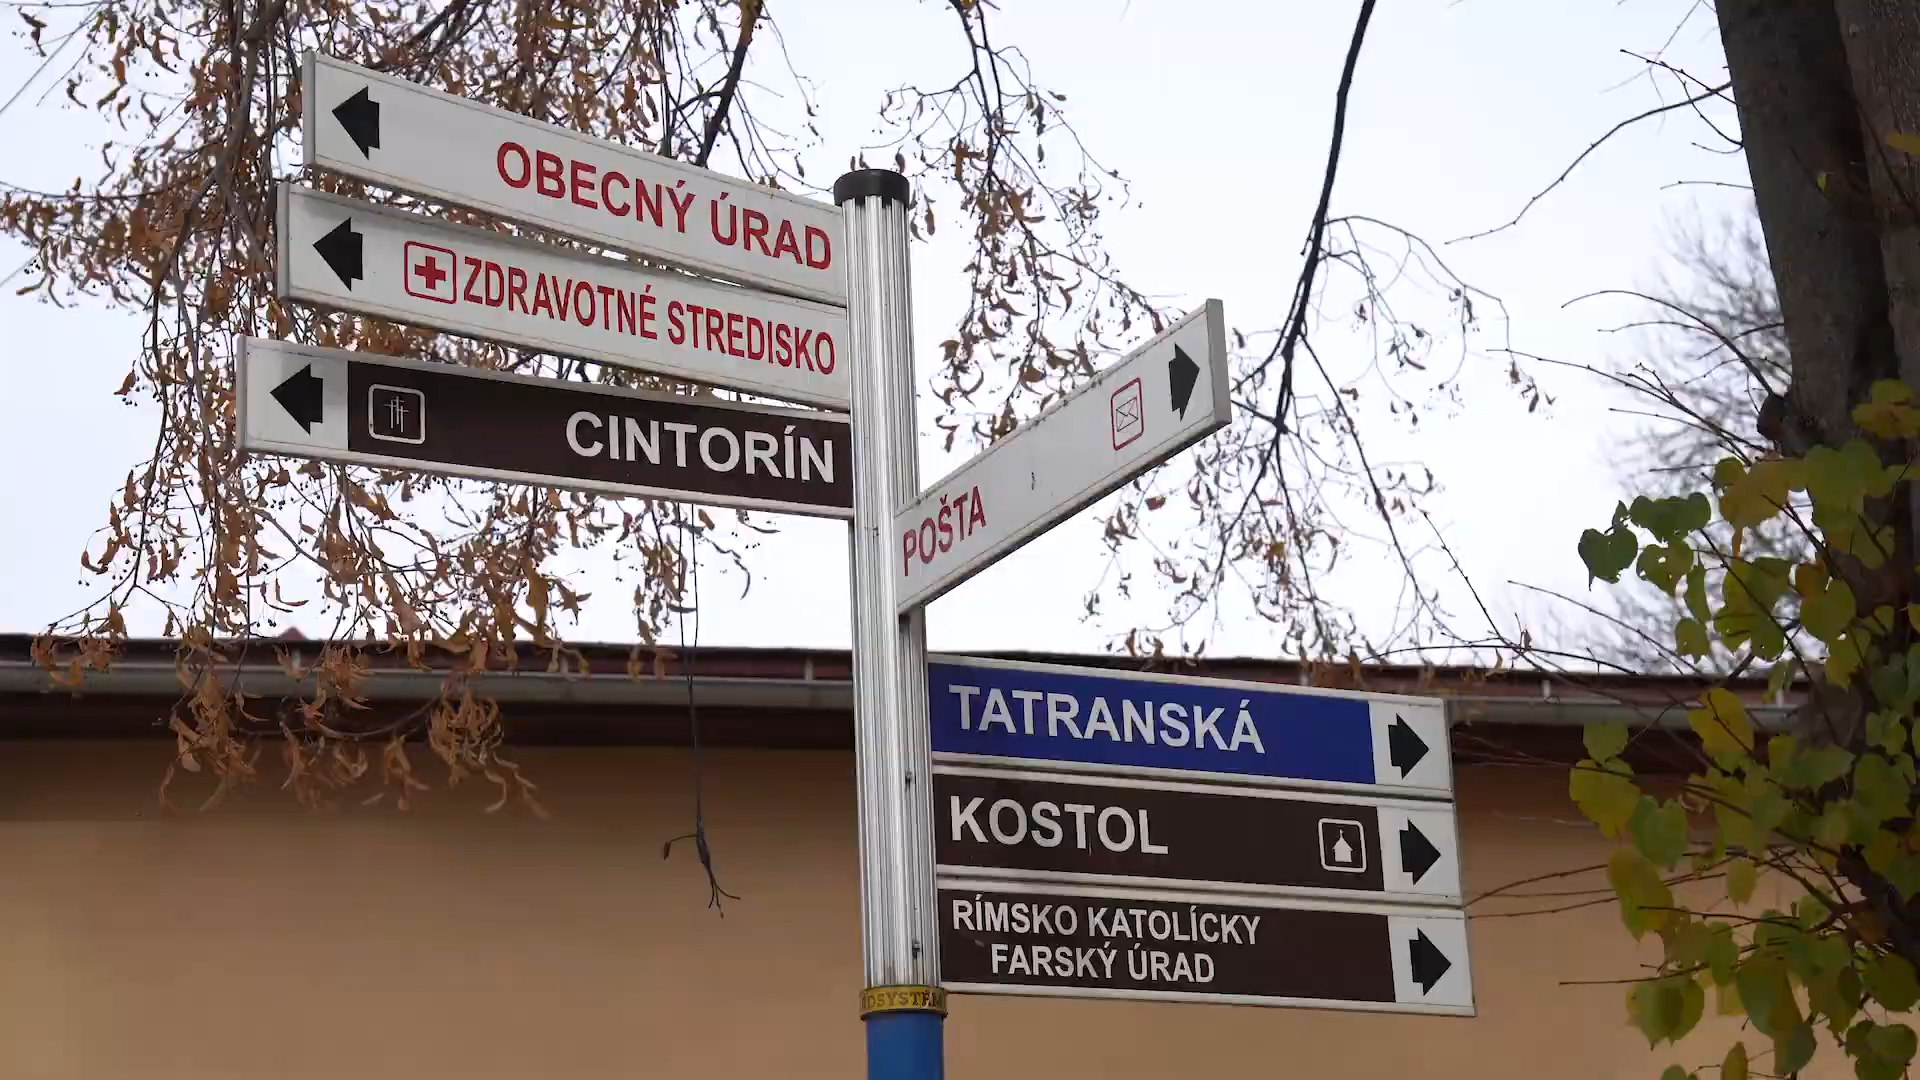 OBECNÝ ÚRAD
ZDRAVOTNÉ STREDISKO
CINTORÍN
POŠTA
TATRANSKÁ
KOSTOL
RÍMSKO KATOLÍCKY
FARSKÝ ÚRAD